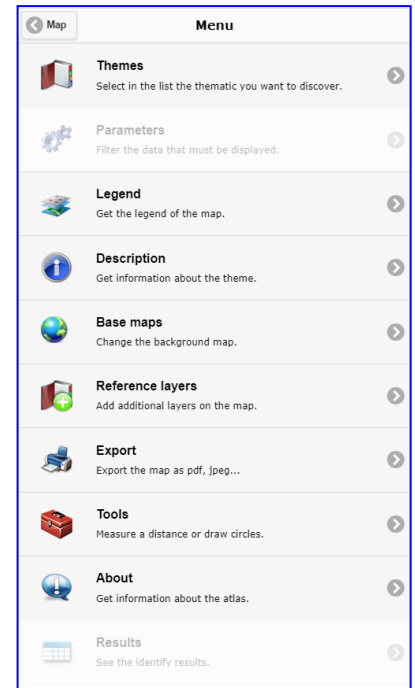 Map
Menu
Themes
Select in the list the thematic you want to discover.
Parameters
Filter the data that must be displayed.
Legend
Get the legend of the map.
Description
Get information about the theme.
Base maps
Change the background map.
Reference layers
Add additional layers on the map.
Export
Export the map as pdf, jpeg...
Tools
Measure a distance or draw circles.
About
Get information about the atlas.
Results
See the identify results.